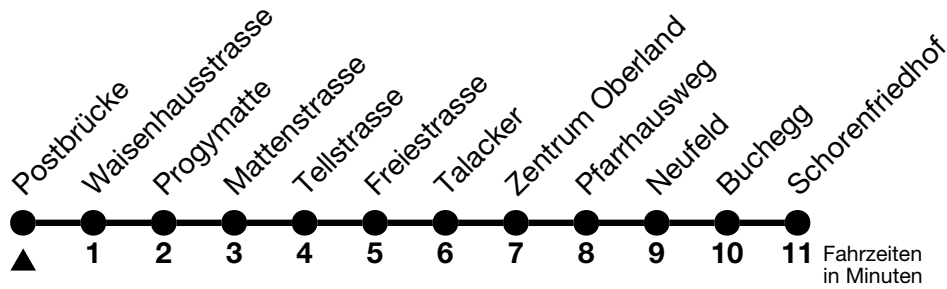 Postbrücke
Waisenhausstrasse
Progymatte
Mattenstrasse
Tellstrasse
Freiestrasse
Talacker
Zentrum Oberland
Pfarrhausweg
Neufeld
Buchegg
Schorenfriedhof
1 2 3 4 5 6 7 8 9 10 11 Fahrzeiten
in Minuten